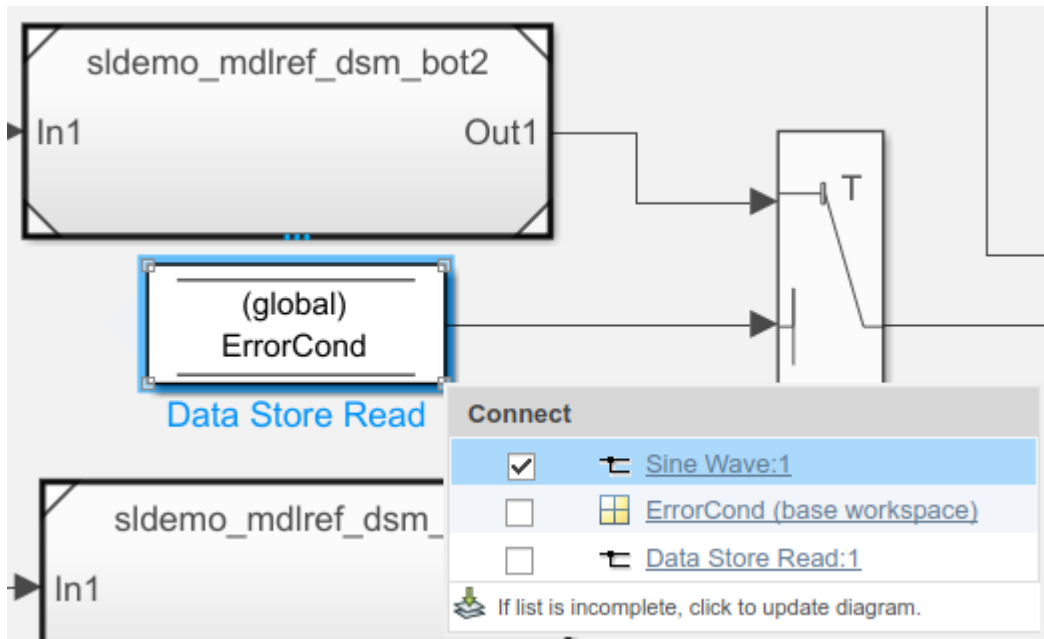 sldemo_mdlref_dsm_bot2
In1
Out1
T
(global)
ErrorCond
Data Store Read
Connect
Sine Wave:1
ErrorCond (base workspace)
Data Store Read:1
If list is incomplete, click to update diagram.
sldemo_mdlref_dsm_
In1